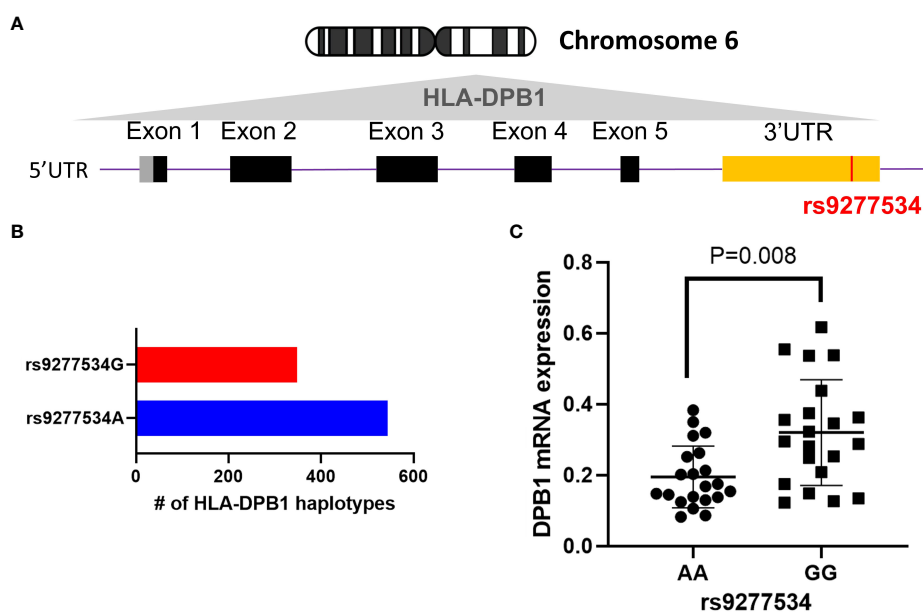 A
Chromosome 6
HLA-DPB1
Exon 1 Exon 2 Exon 3 Exon 4 Exon 5 3’UTR
5’UTR
rs9277534
B
rs9277534G
rs9277534A
0 200 400 600
# of HLA-DPB1 haplotypes
C
P=0.008
DPB1 mRNA expression
0.8
0.6
0.4
0.2
0.0
AA GG
rs9277534